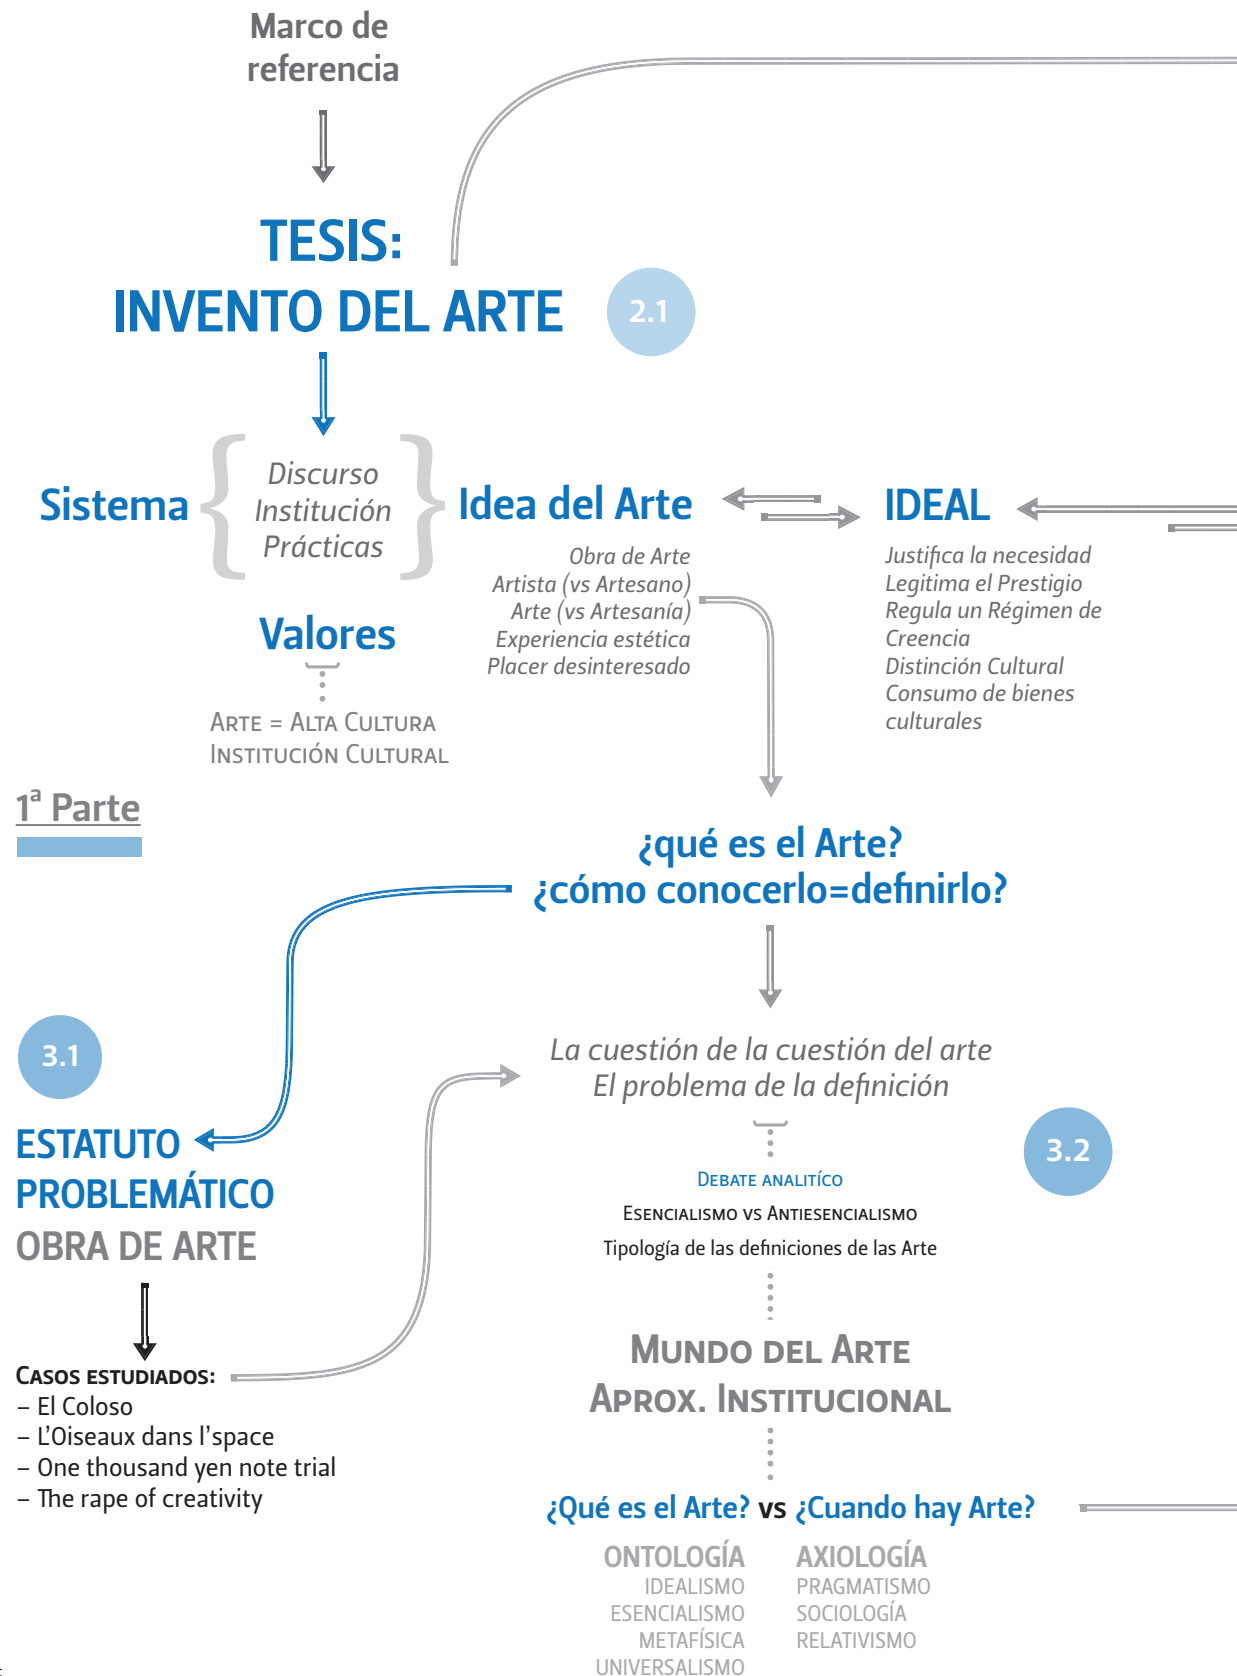 Marco de
referencia
TESIS:
INVENTO DEL ARTE
2.1
Sistema
{
Discurso
Institución
Prácticas
}
Idea del Arte
Obra de Arte
Artista (vs Artesano)
Arte (vs Artesanía)
Experiencia estética
Placer desinteresado
IDEAL
Justifica la necesidad
Legitima el Prestigio
Regula un Régimen de
Creencia
Distinción Cultural
Consumo de bienes
culturales
Valores
ARTE = ALTA CULTURA
INSTITUCIÓN CULTURAL
1ª Parte
¿qué es el Arte?
¿cómo conocerlo=definirlo?
3.1
ESTATUTO
PROBLEMÁTICO
OBRA DE ARTE
CASOS ESTUDIADOS:
– El Coloso
– L’Oiseaux dans l’space
– One thousand yen note trial
– The rape of creativity
La cuestión de la cuestión del arte
El problema de la definición
3.2
DEBATE ANALITÍCO
ESENCIALISMO VS ANTIESENCIALISMO
Tipología de las definiciones de las Arte
MUNDO DEL ARTE
APROX. INSTITUCIONAL
¿Qué es el Arte? vs ¿Cuando hay Arte?
ONTOLOGÍA
IDEALISMO
ESENCIALISMO
METAFÍSICA
UNIVERSALISMO
AXIOLOGÍA
PRAGMATISMO
SOCIOLOGÍA
RELATIVISMO